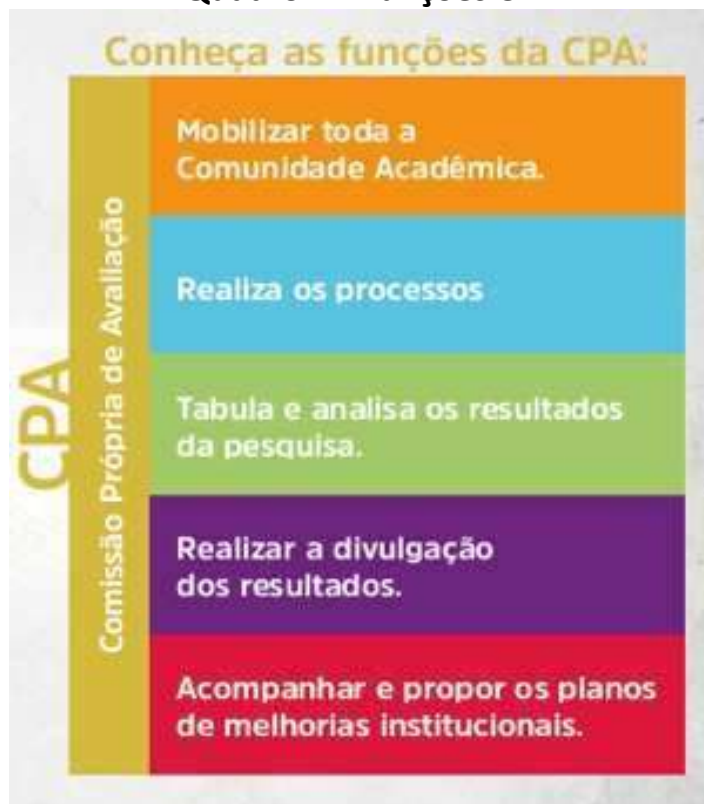 Conheça as funções da CPA:
CPA
Comissão Própria de Avaliação
Mobilizar toda a
Comunidade Acadêmica.
Realiza os processos
Tabula e analisa os resultados
da pesquisa.
Realizar a divulgação
dos resultados.
Acompanhar e propor os planos
de melhorias institucionais.